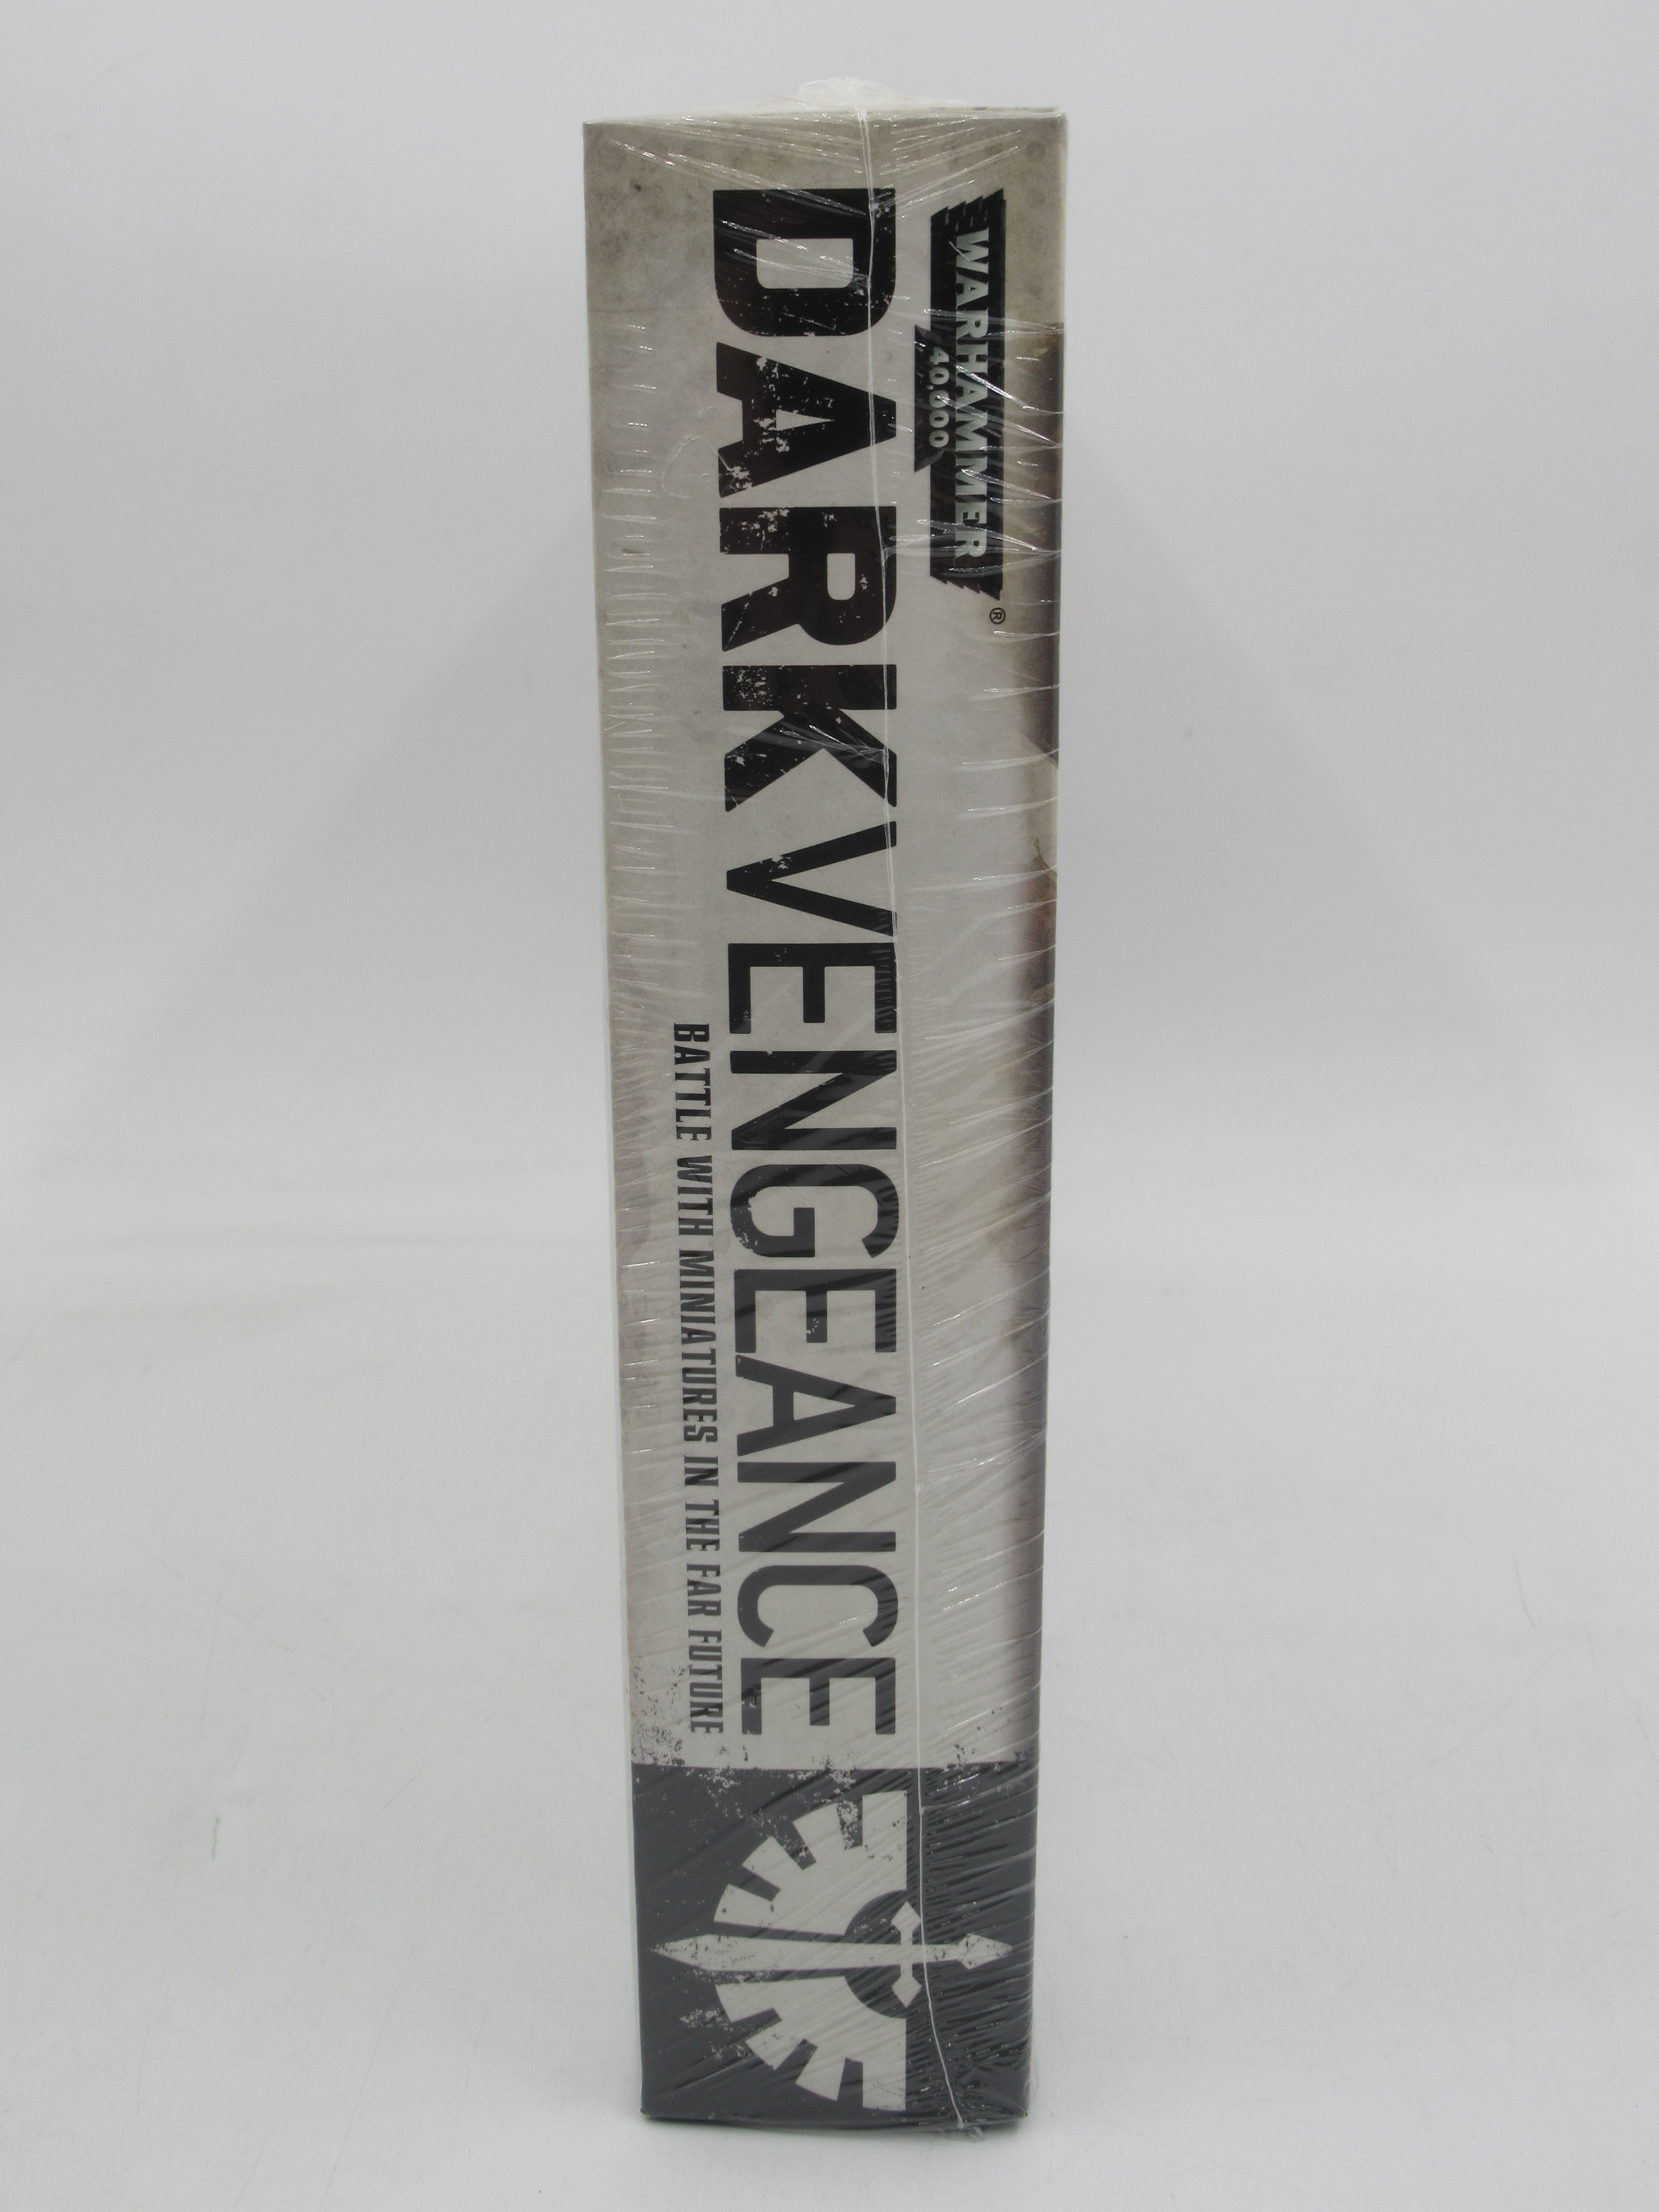 WARHAMMER
40,000
®
DARK VENGEANCE
BATTLE WITH MINIATURES IN THE FAR FUTURE